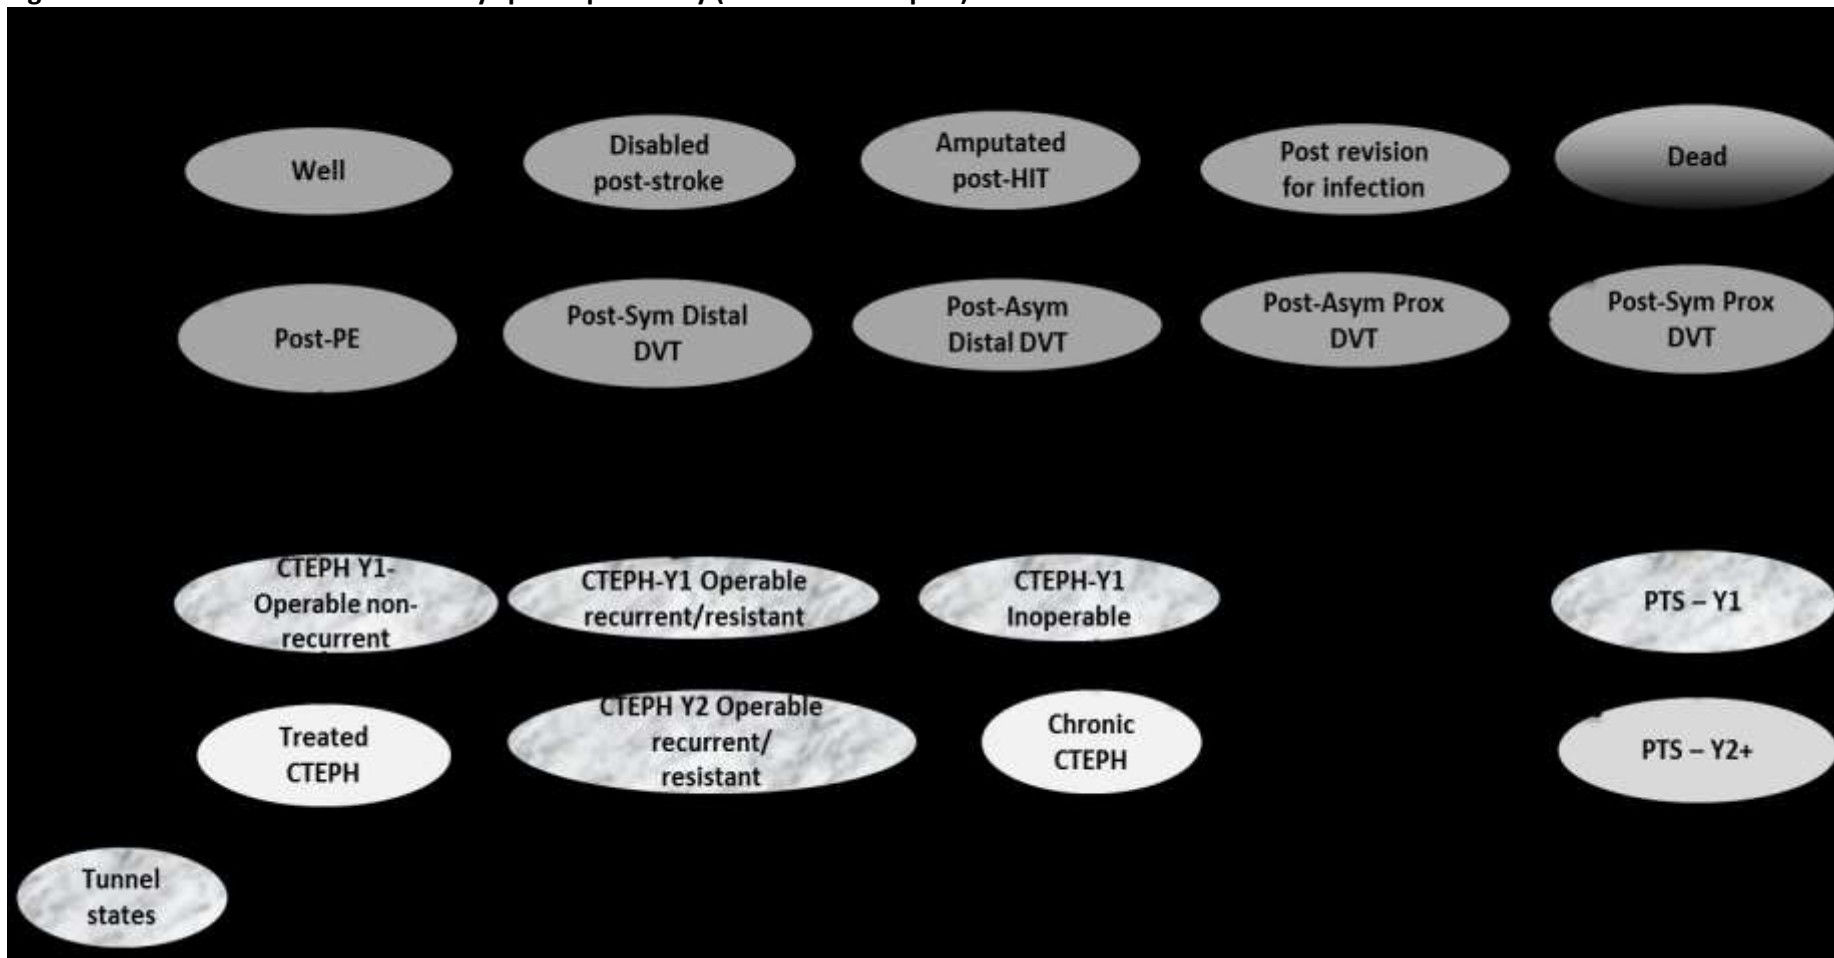 Well
Disabled
post-stroke
Amputated
post-HIT
Post revision
for infection
Dead
Post-PE
Post-Sym Distal
DVT
Post-Asym
Distal DVT
Post-Asym Prox
DVT
Post-Sym Prox
DVT
CTEPH Y1-
Operable non-
recurrent
CTEPH-Y1 Operable
recurrent/resistant
CTEPH-Y1
Inoperable
PTS – Y1
Treated
CTEPH
CTEPH Y2 Operable
recurrent/
resistant
Chronic
CTEPH
PTS – Y2+
Tunnel
states